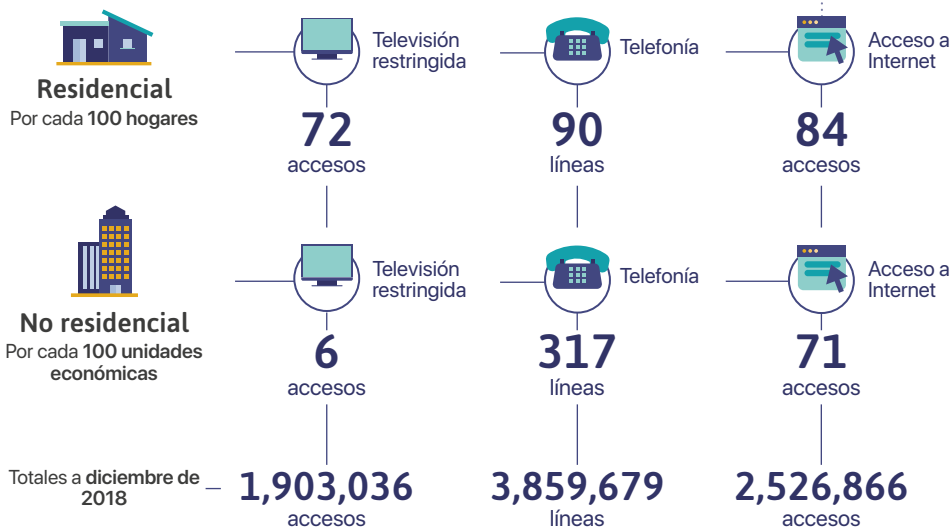 Residencial
Por cada 100 hogares
Televisión
restringida
72
accesos
Telefonía
90
líneas
Acceso a
Internet
84
accesos
No residencial
Por cada 100 unidades
económicas
Televisión
restringida
6
accesos
Telefonía
317
líneas
Acceso a
Internet
71
accesos
Totales a diciembre de
2018
1,903,036
accesos
3,859,679
líneas
2,526,866
accesos